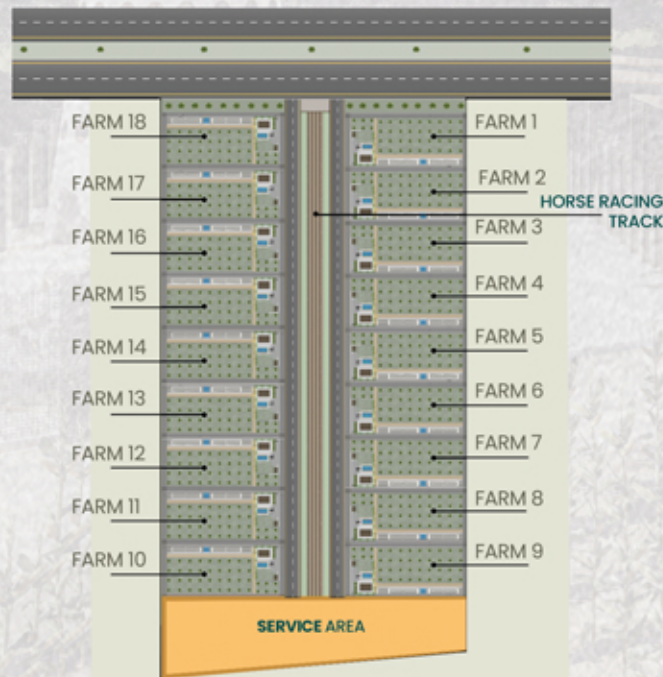 FARM 18
FARM 1
FARM 17
FARM 2
HORSE RACING
TRACK
FARM 16
FARM 3
FARM 15
FARM 4
FARM 14
FARM 5
FARM 13
FARM 6
FARM 12
FARM 7
FARM 11
FARM 8
FARM 10
FARM 9
SERVICE AREA